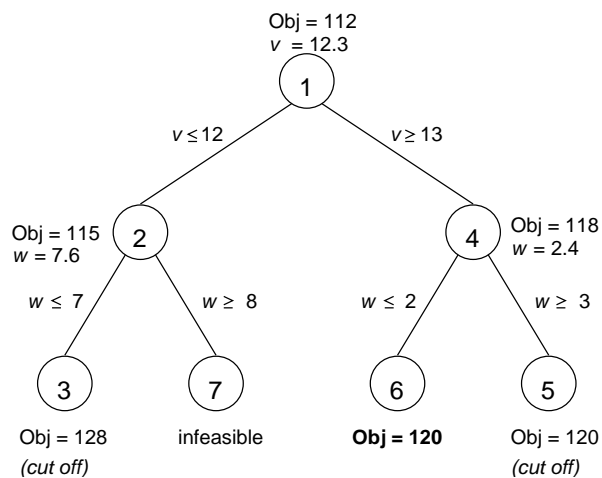 Obj = 112
v = 12.3
1
v ≤ 12
v ≥ 13
Obj = 115
w = 7.6
2
4
Obj = 118
w = 2.4
w ≤ 7
w ≥ 8
w ≤ 2
w ≥ 3
3
7
6
5
Obj = 128
(cut off)
infeasible
Obj = 120
Obj = 120
(cut off)